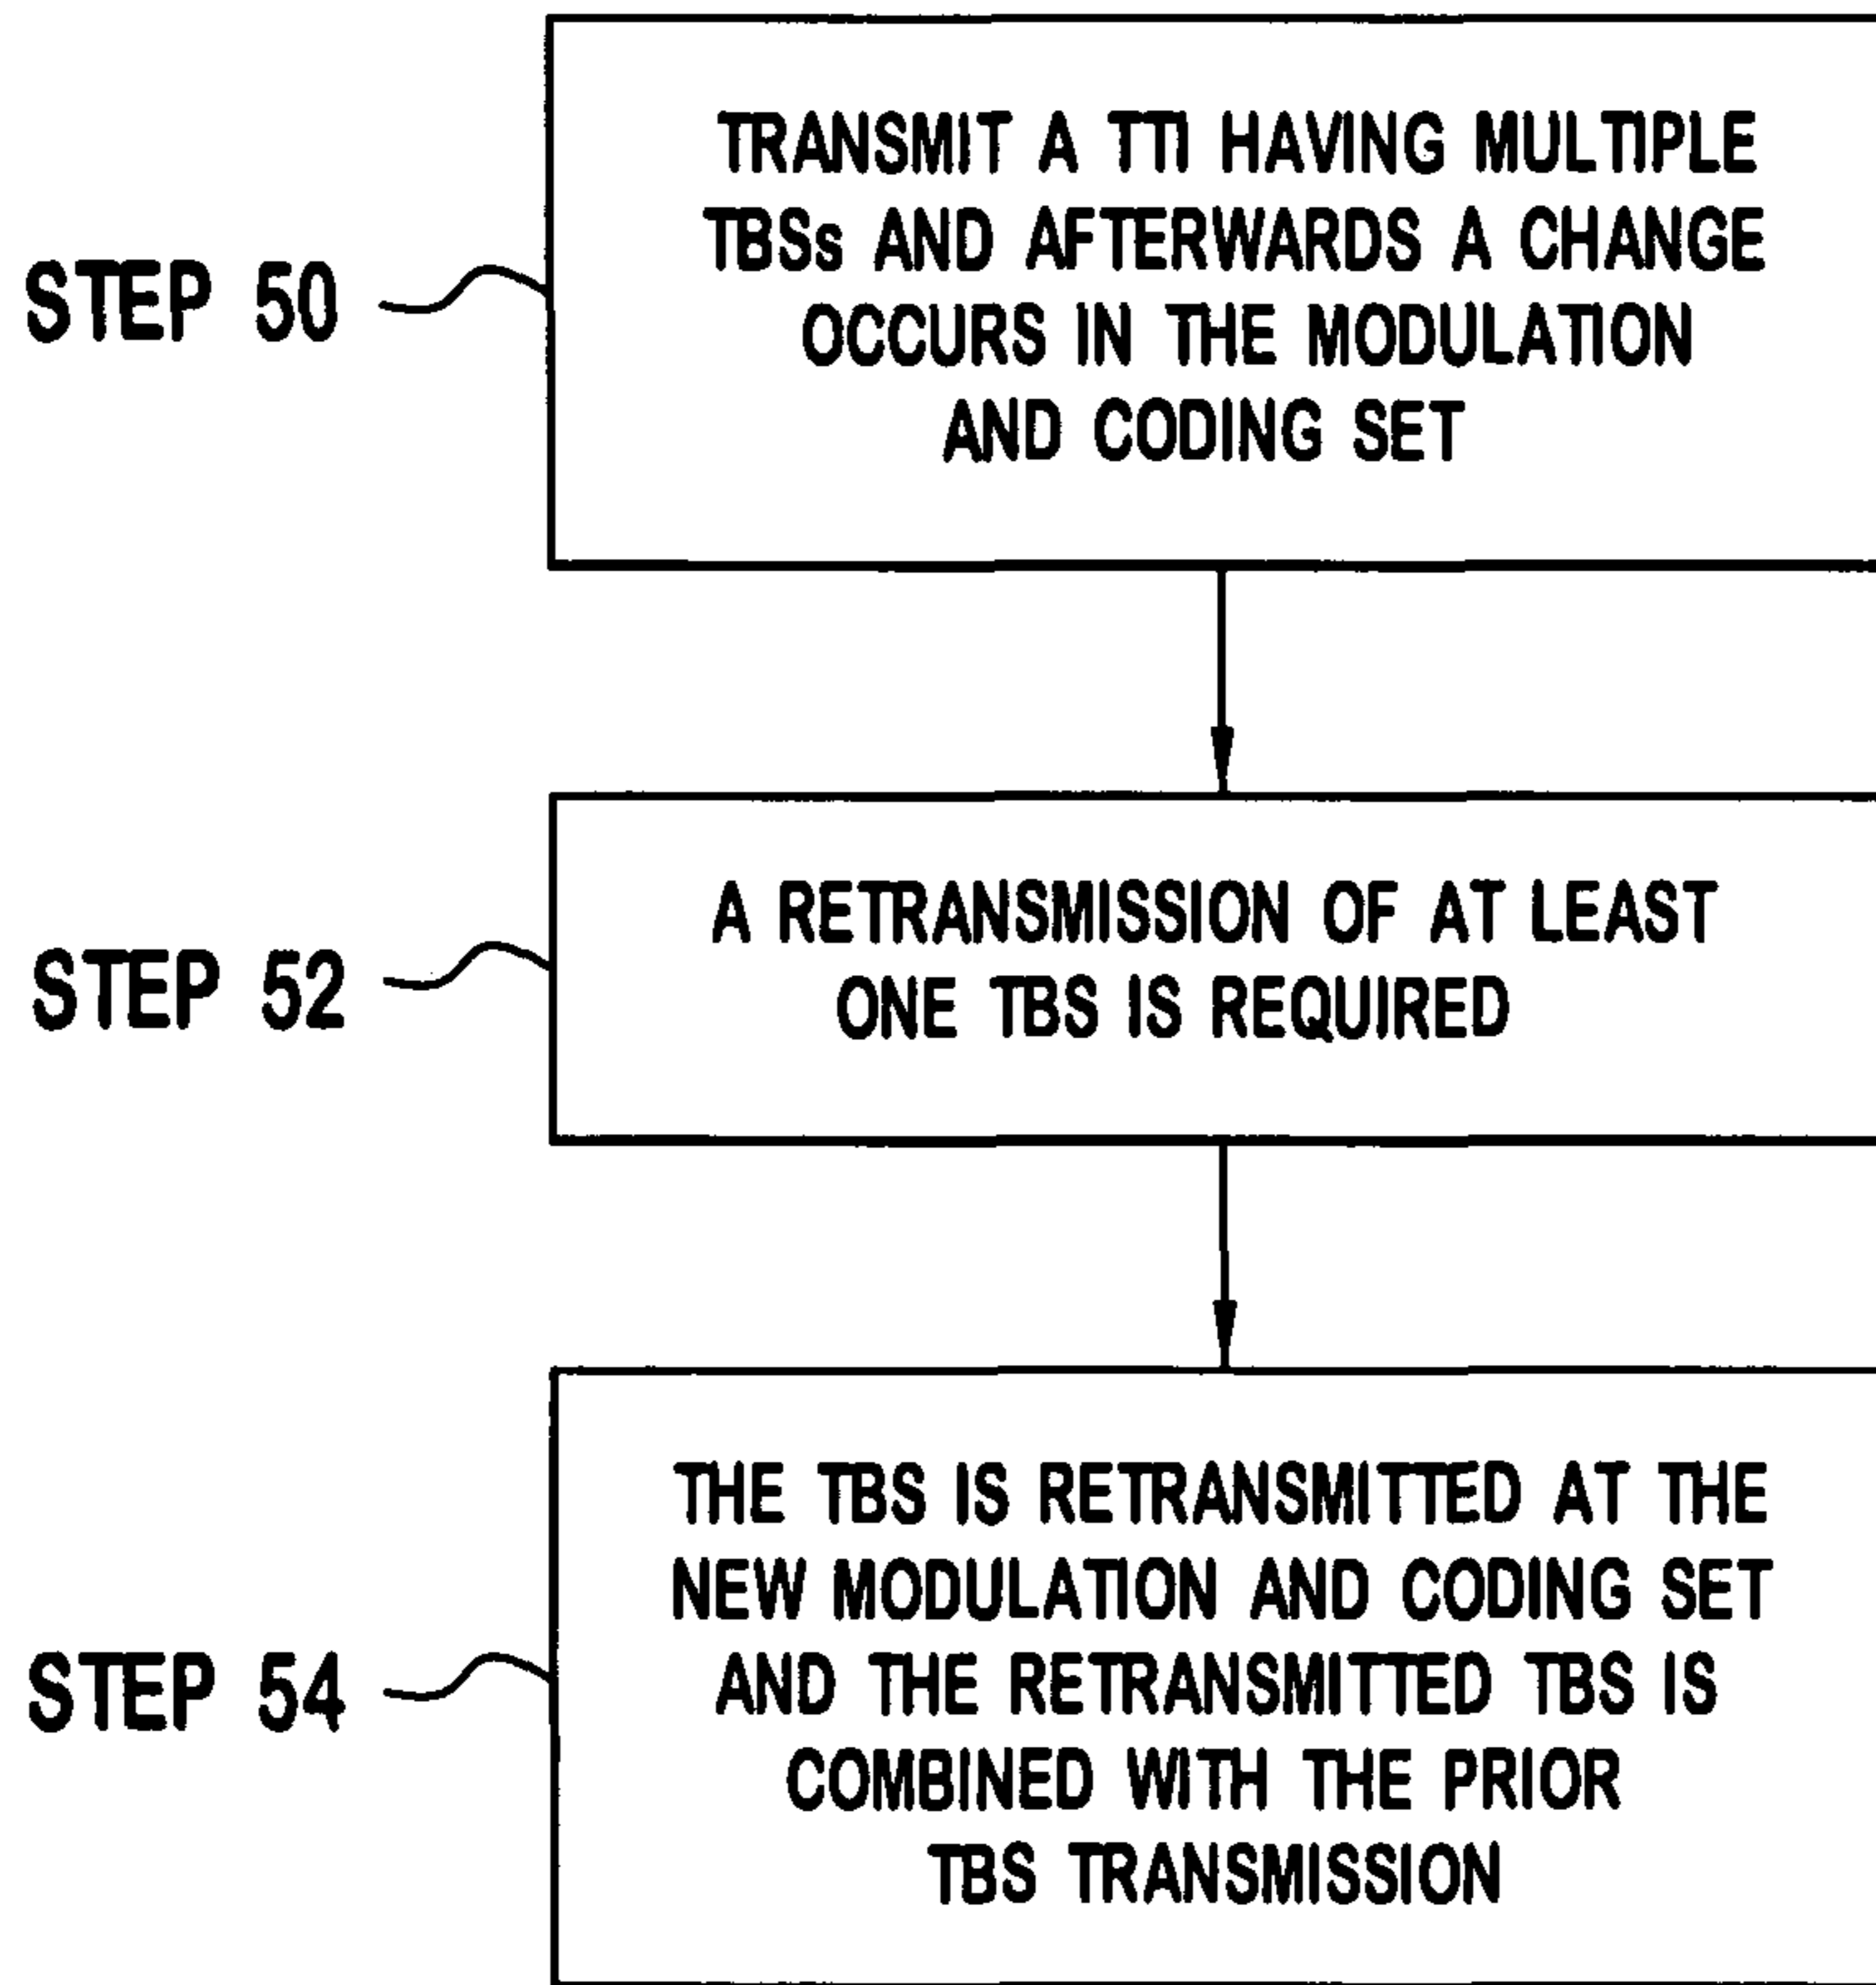 TRANSMIT A TTI HAVING MULTIPLE
TBSs AND AFTERWARDS A CHANGE
OCCURS IN THE MODULATION
AND CODING SET
STEP 50
A RETRANSMISSION OF AT LEAST
ONE TBS IS REQUIRED
STEP 52
THE TBS IS RETRANSMITTED AT THE
NEW MODULATION AND CODING SET
AND THE RETRANSMITTED TBS IS
COMBINED WITH THE PRIOR
TBS TRANSMISSION
STEP 54